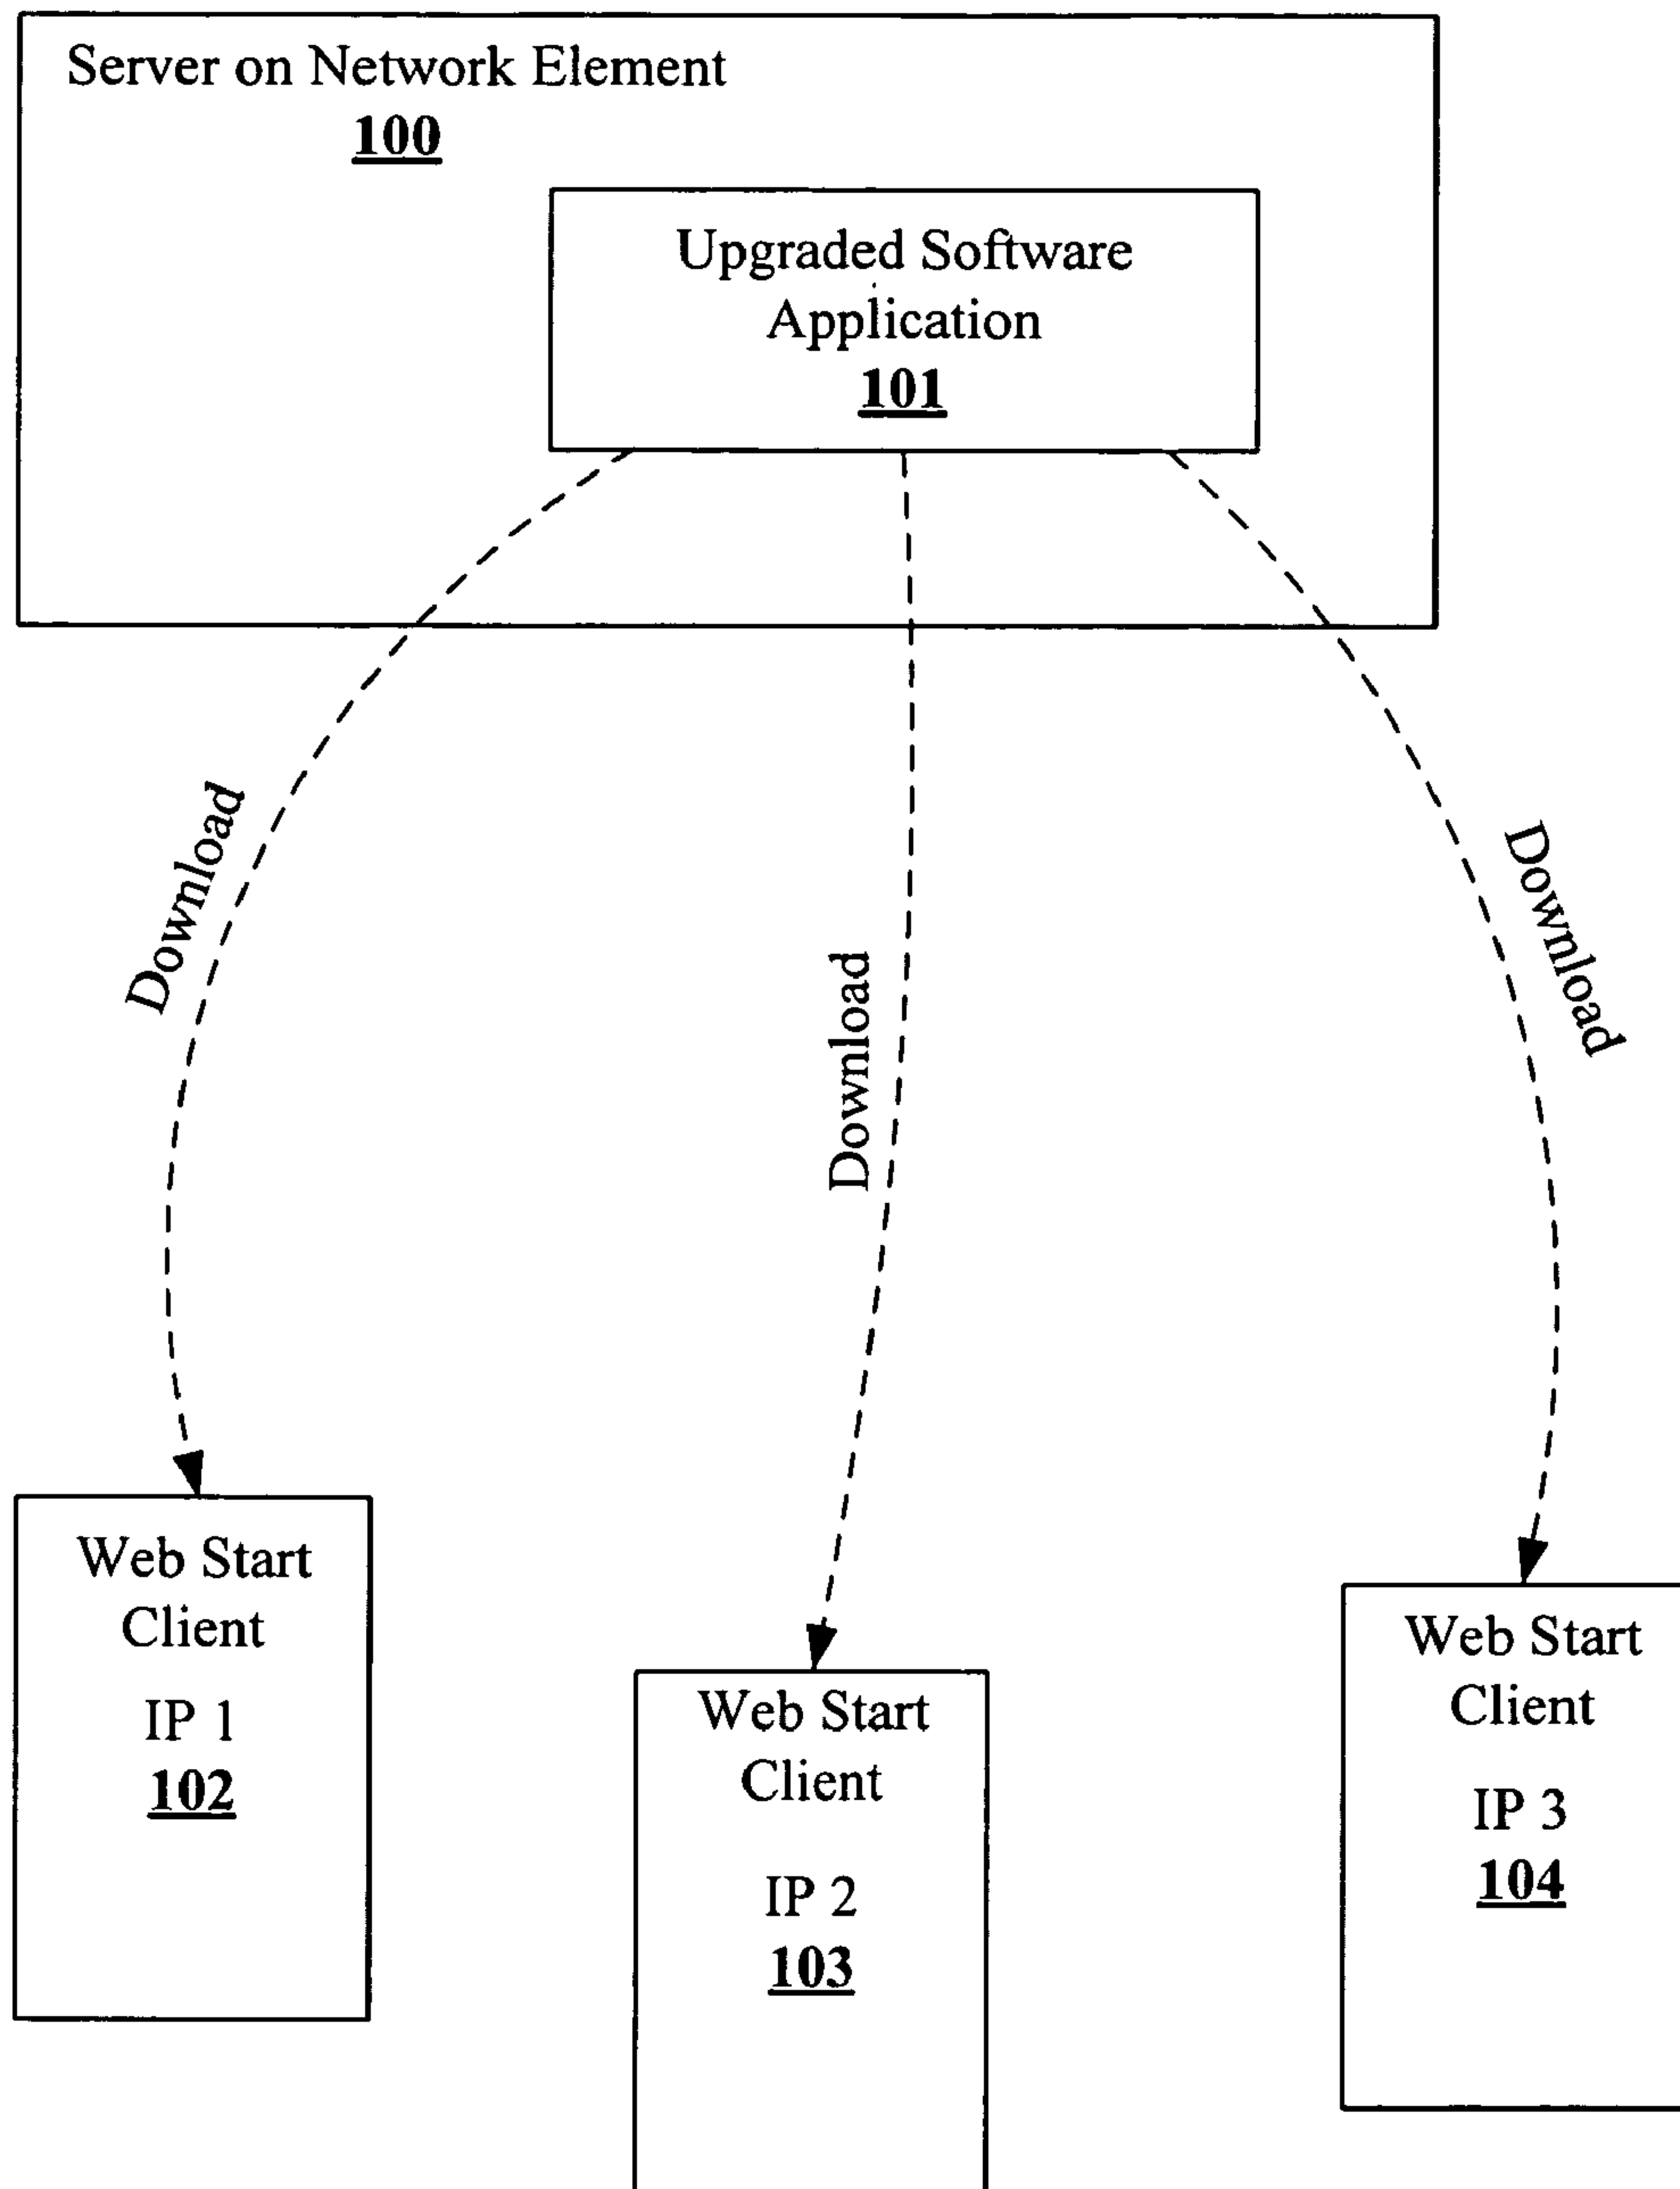 Server on Network Element
100
Upgraded Software
Application
101
Download
Download
Download
Web Start
Client
IP 1
102
Web Start
Client
IP 2
103
Web Start
Client
IP 3
104